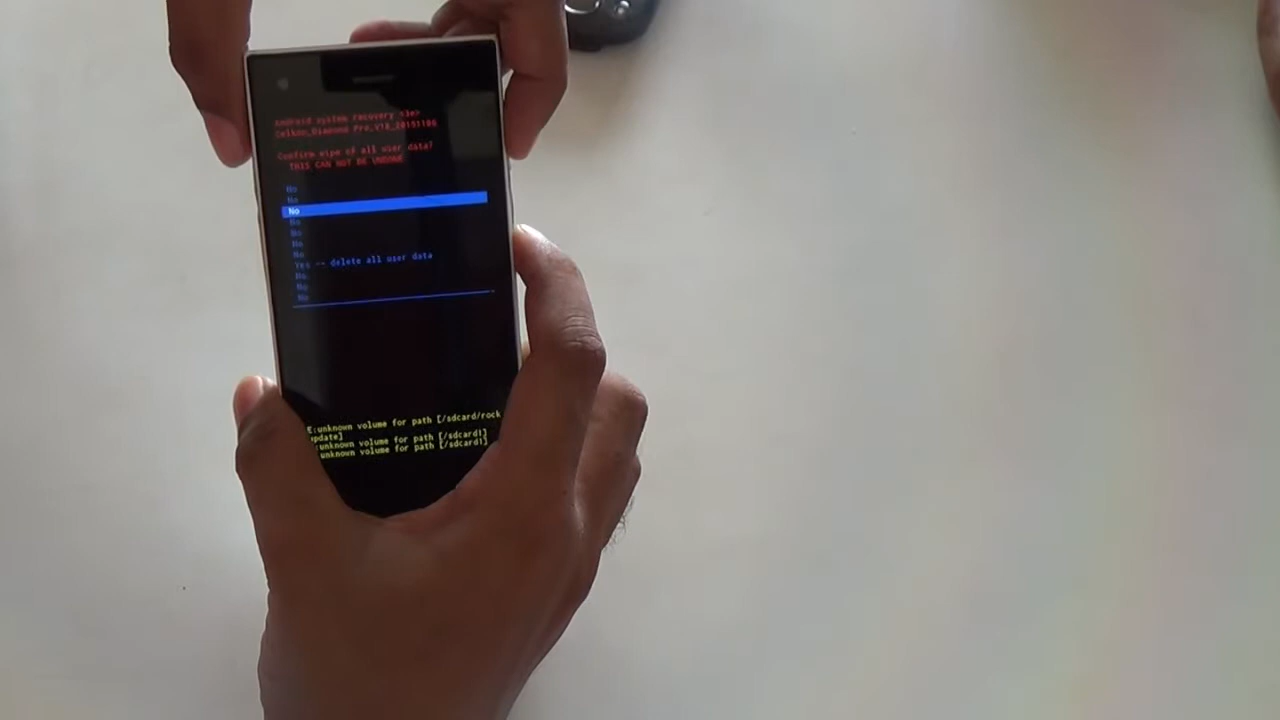 Android system recovery <3e>
Celkon_Diamond Pro_V18_20151106
Confirm wipe of all user data?
THIS CAN NOT BE UNDONE
No
No
No
No
No
No
No
Yes -- delete all user data
No
No
No
E:unknown volume for path [/sdcard/rock
update]
:unknown volume for path [/sdcard1]
unknown volume for path [/sdcard1]